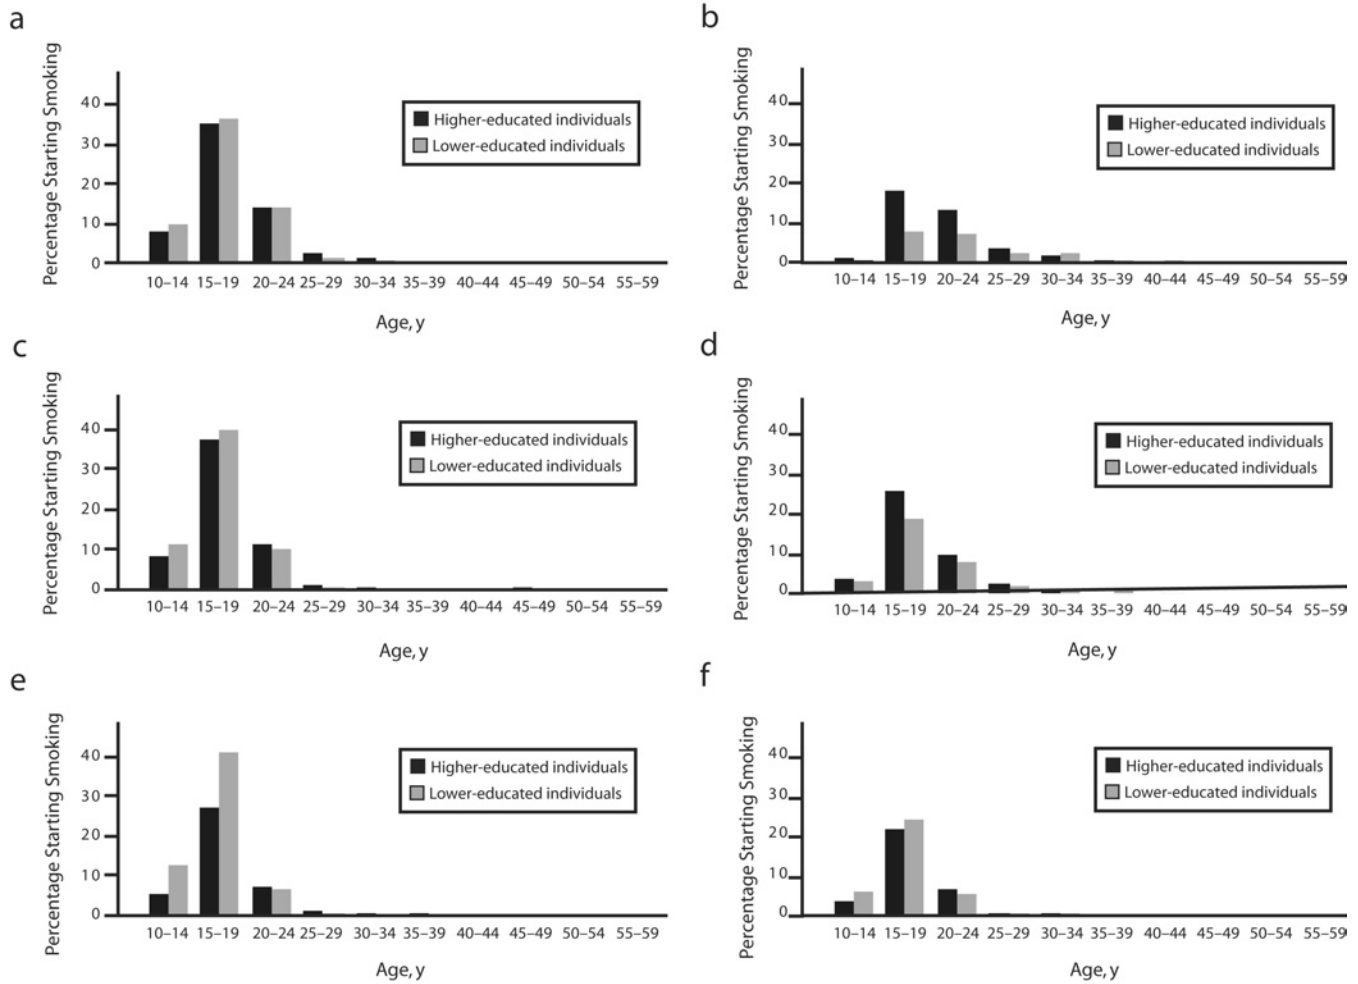 a
Percentage Starting Smoking
40
30
20
10
0
Higher-educated individuals
Lower-educated individuals
10–14 15–19 20–24 25–29 30–34 35–39 40–44 45–49 50–54 55–59
Age, y
b
Percentage Starting Smoking
40
30
20
10
0
Higher-educated individuals
Lower-educated individuals
10–14 15–19 20–24 25–29 30–34 35–39 40–44 45–49 50–54 55–59
Age, y
c
Percentage Starting Smoking
40
30
20
10
0
Higher-educated individuals
Lower-educated individuals
10–14 15–19 20–24 25–29 30–34 35–39 40–44 45–49 50–54 55–59
Age, y
d
Percentage Starting Smoking
40
30
20
10
0
Higher-educated individuals
Lower-educated individuals
10–14 15–19 20–24 25–29 30–34 35–39 40–44 45–49 50–54 55–59
Age, y
e
Percentage Starting Smoking
40
30
20
10
0
Higher-educated individuals
Lower-educated individuals
10–14 15–19 20–24 25–29 30–34 35–39 40–44 45–49 50–54 55–59
Age, y
f
Percentage Starting Smoking
40
30
20
10
0
Higher-educated individuals
Lower-educated individuals
10–14 15–19 20–24 25–29 30–34 35–39 40–44 45–49 50–54 55–59
Age, y